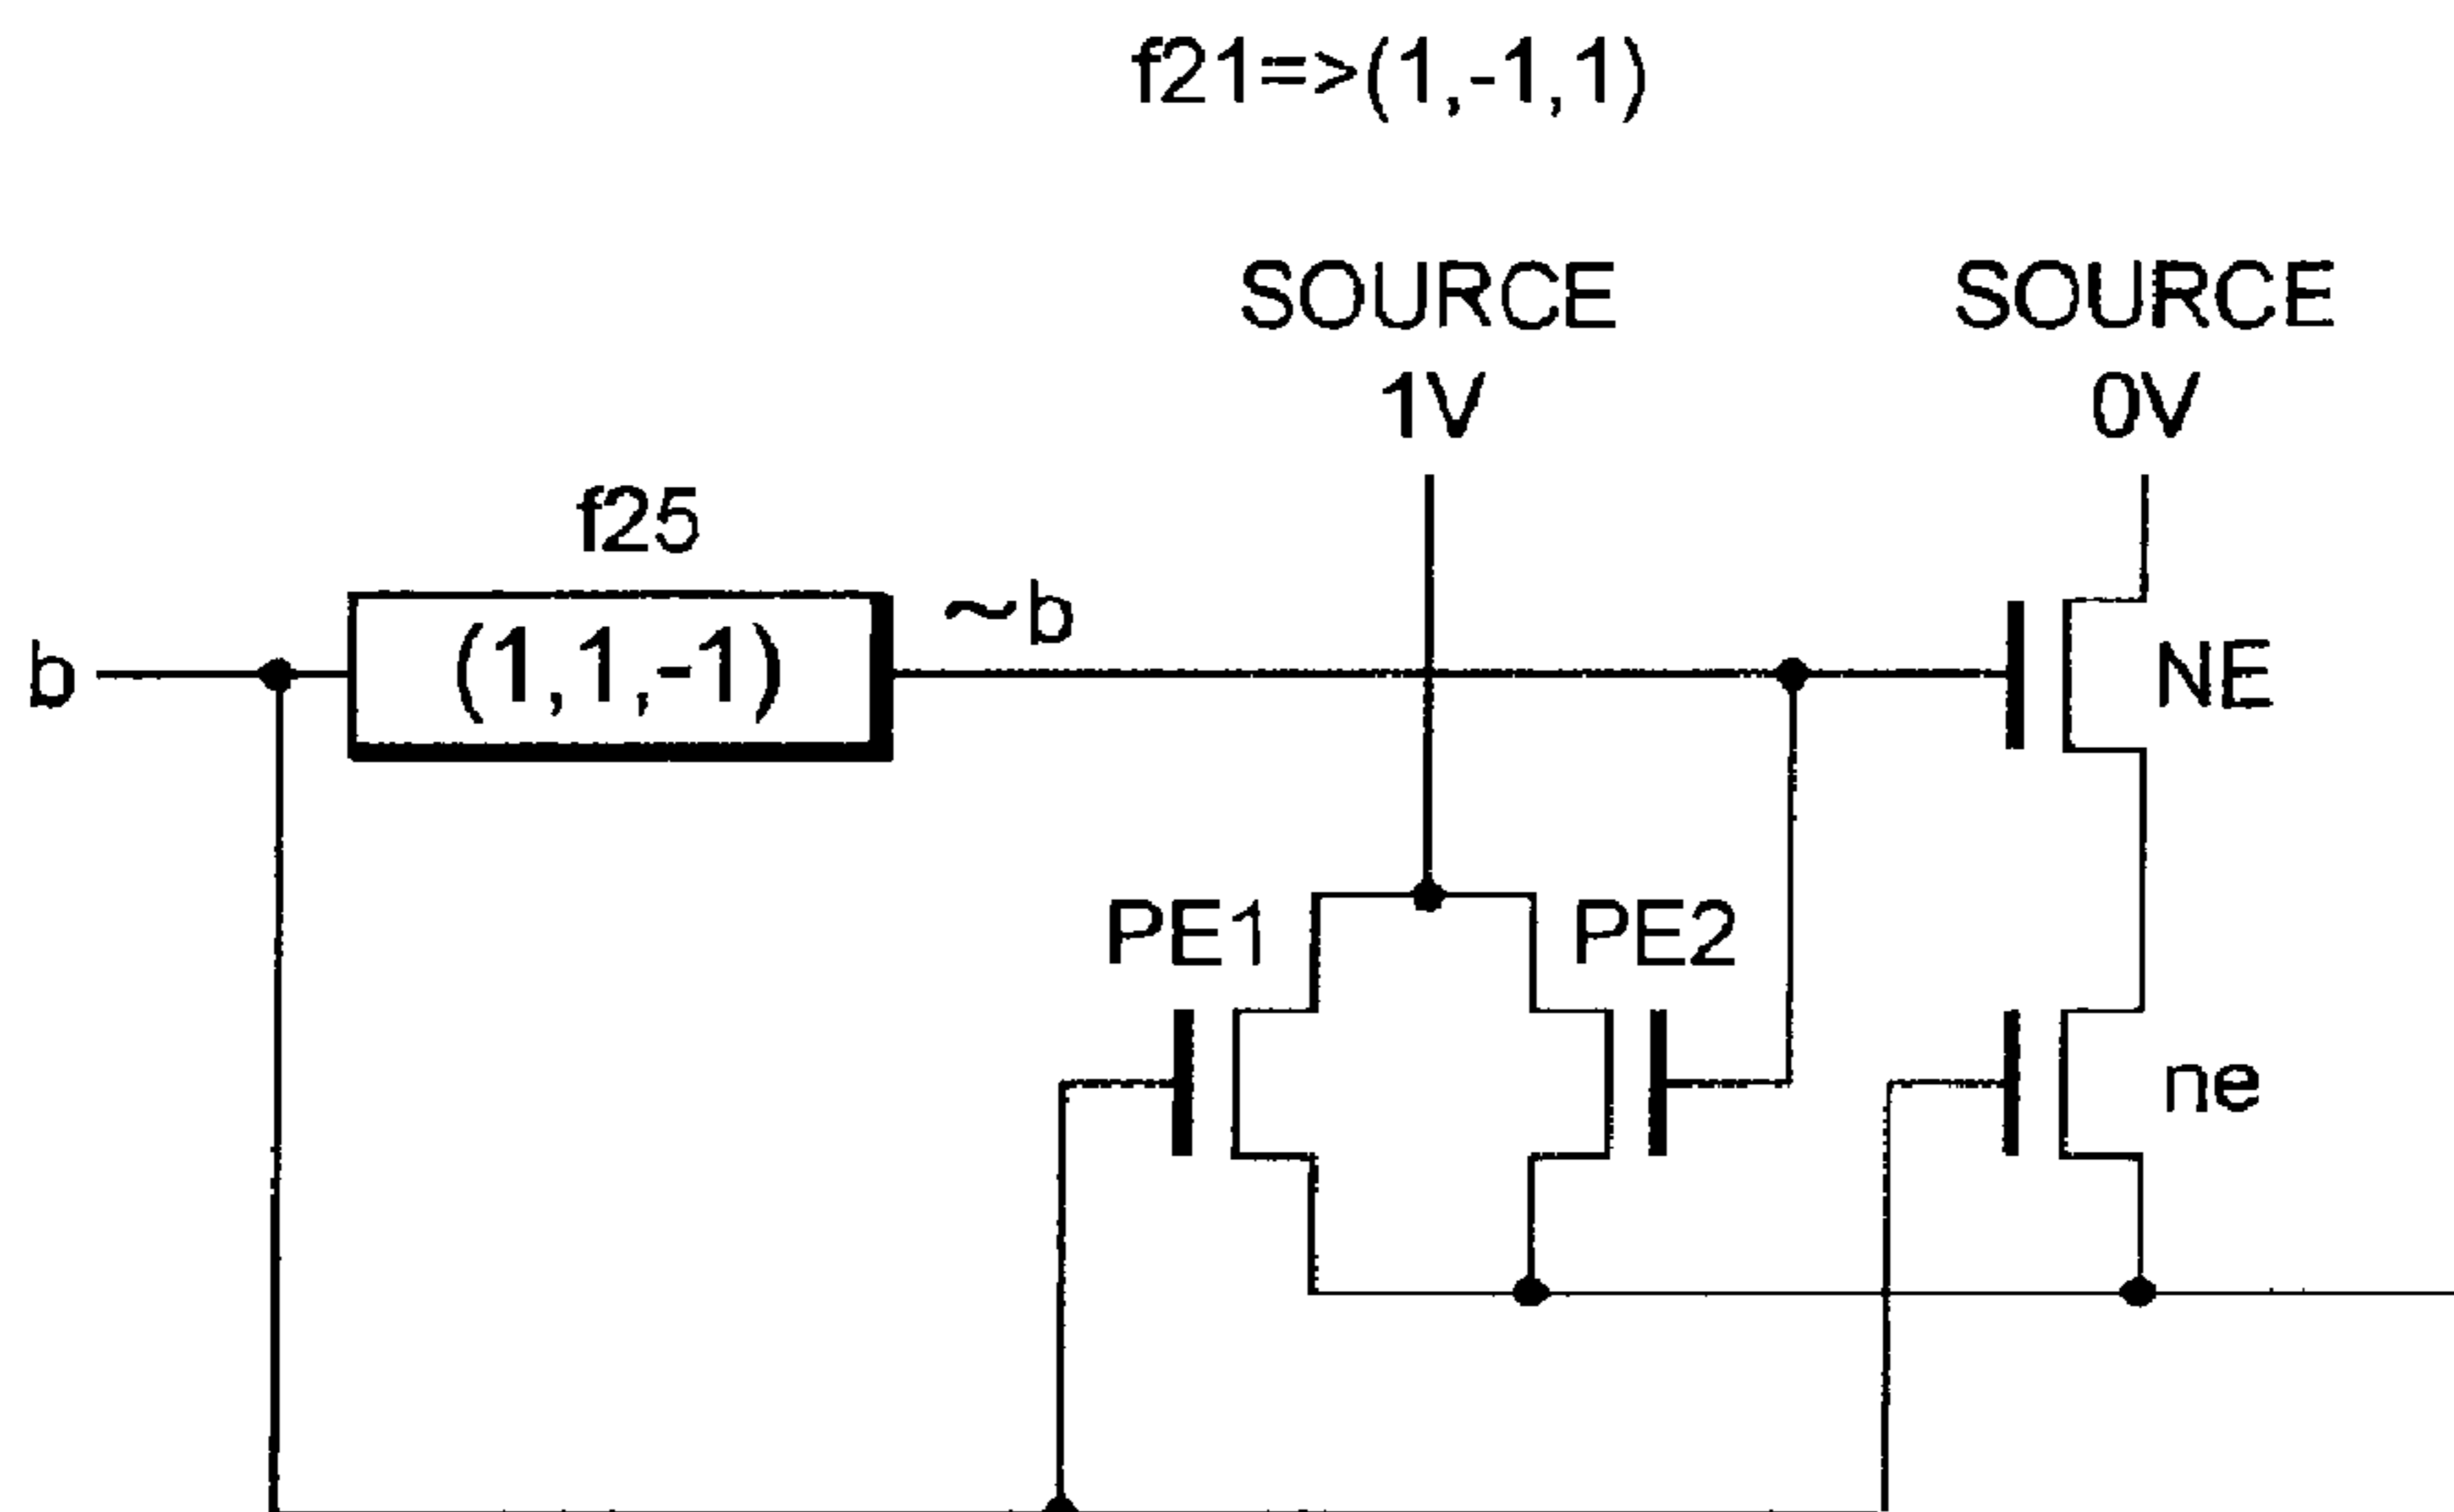 f21=>(1,-1,1)
SOURCE
1V
SOURCE
0V
f25
b
(1,1,-1)
~b
NE
PE1
PE2
ne